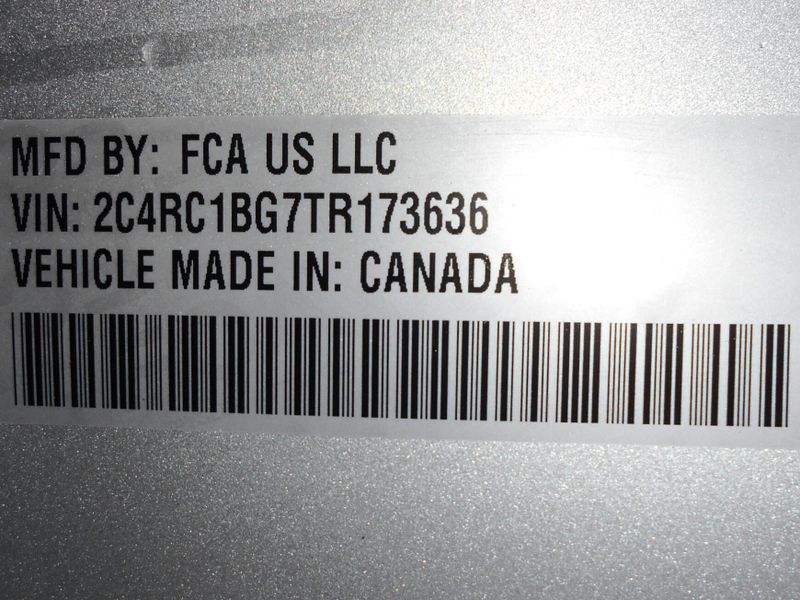 MFD BY: FCA US LLC
VIN: 2C4RC1BG7TR173636
VEHICLE MADE IN: CANADA